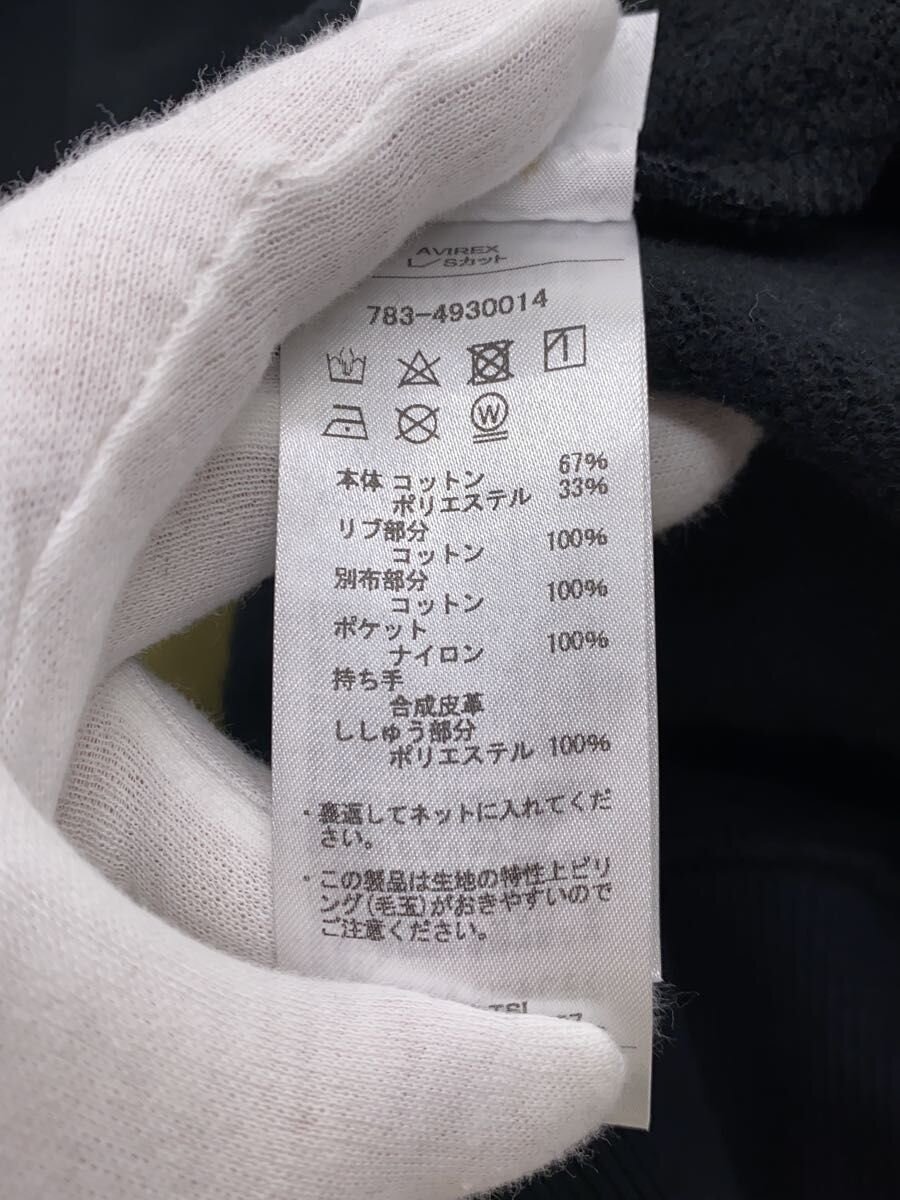 AVIREX
L/Sカット
783-4930014
W
本体 コットン 67%
ポリエステル 33%
リブ部分
コットン 100%
別布部分
コットン 100%
ポケット
ナイロン 100%
持ち手
合成皮革
ししゅう部分
ポリエステル 100%
・裏返してネットに入れてくだ
さい。
・この製品は生地の特性上ピリ
ング(毛玉)がおきやすいので
ご注意ください。
TSI